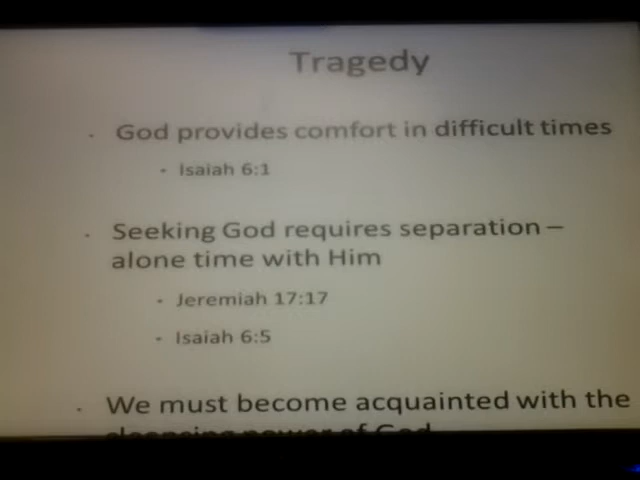 Tragedy
· God provides comfort in difficult times
· Isaiah 6:1
· Seeking God requires separation –
alone time with Him
· Jeremiah 17:17
· Isaiah 6:5
· We must become acquainted with the
cleansing power of God